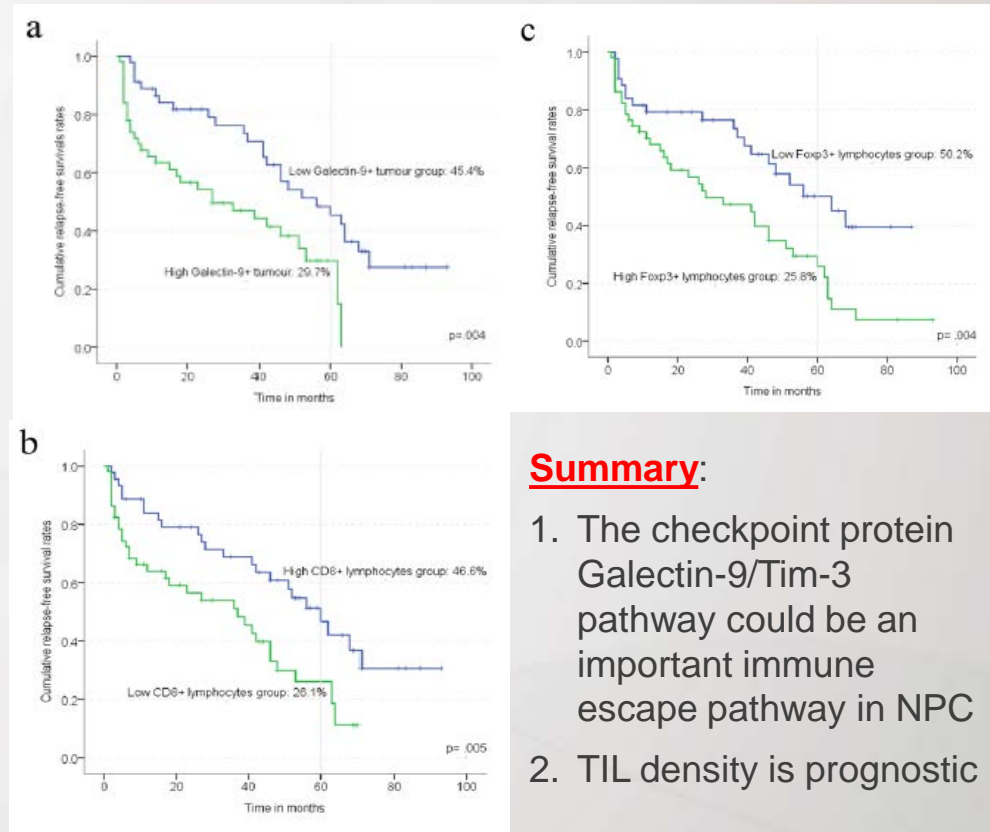 a
1.0
0.8
0.6
0.4
0.2
0.0
Cumulative relapse-free survivals rates
Low Galectin-9+ tumour group: 45.4%
High Galectin-9+ tumour: 29.7%
p=.004
0 20 40 60 80 100
Time in months
c
1.0
0.8
0.6
0.4
0.2
0.0
Cumulative relapse-free survival rates
Low Foxp3+ lymphocytes group: 50.2%
High Foxp3+ lymphocytes group: 25.8%
p= .004
0 20 40 60 80 100
Time in months
b
1.0
0.8
0.6
0.4
0.2
0.0
Cumulative relapse-free survival rates
High CD8+ lymphocytes group: 46.6%
Low CD8+ lymphocytes group: 26.1%
p= .005
0 20 40 60 80 100
Time in months
Summary:
1. The checkpoint protein
Galectin-9/Tim-3
pathway could be an
important immune
escape pathway in NPC
2. TIL density is prognostic